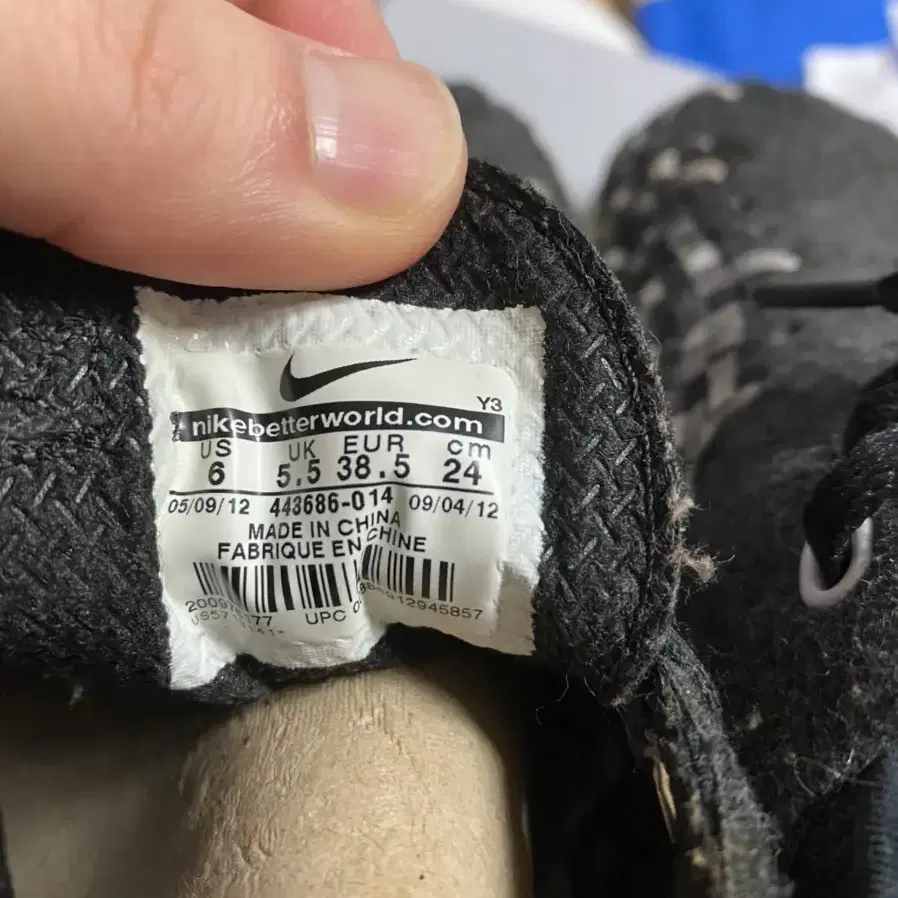 Y3
nikebetterworld.com
US UK EUR cm
6 5.5 38.5 24
05/09/12 443686-014 09/04/12
MADE IN CHINA
FABRIQUE EN CHINE
UPC